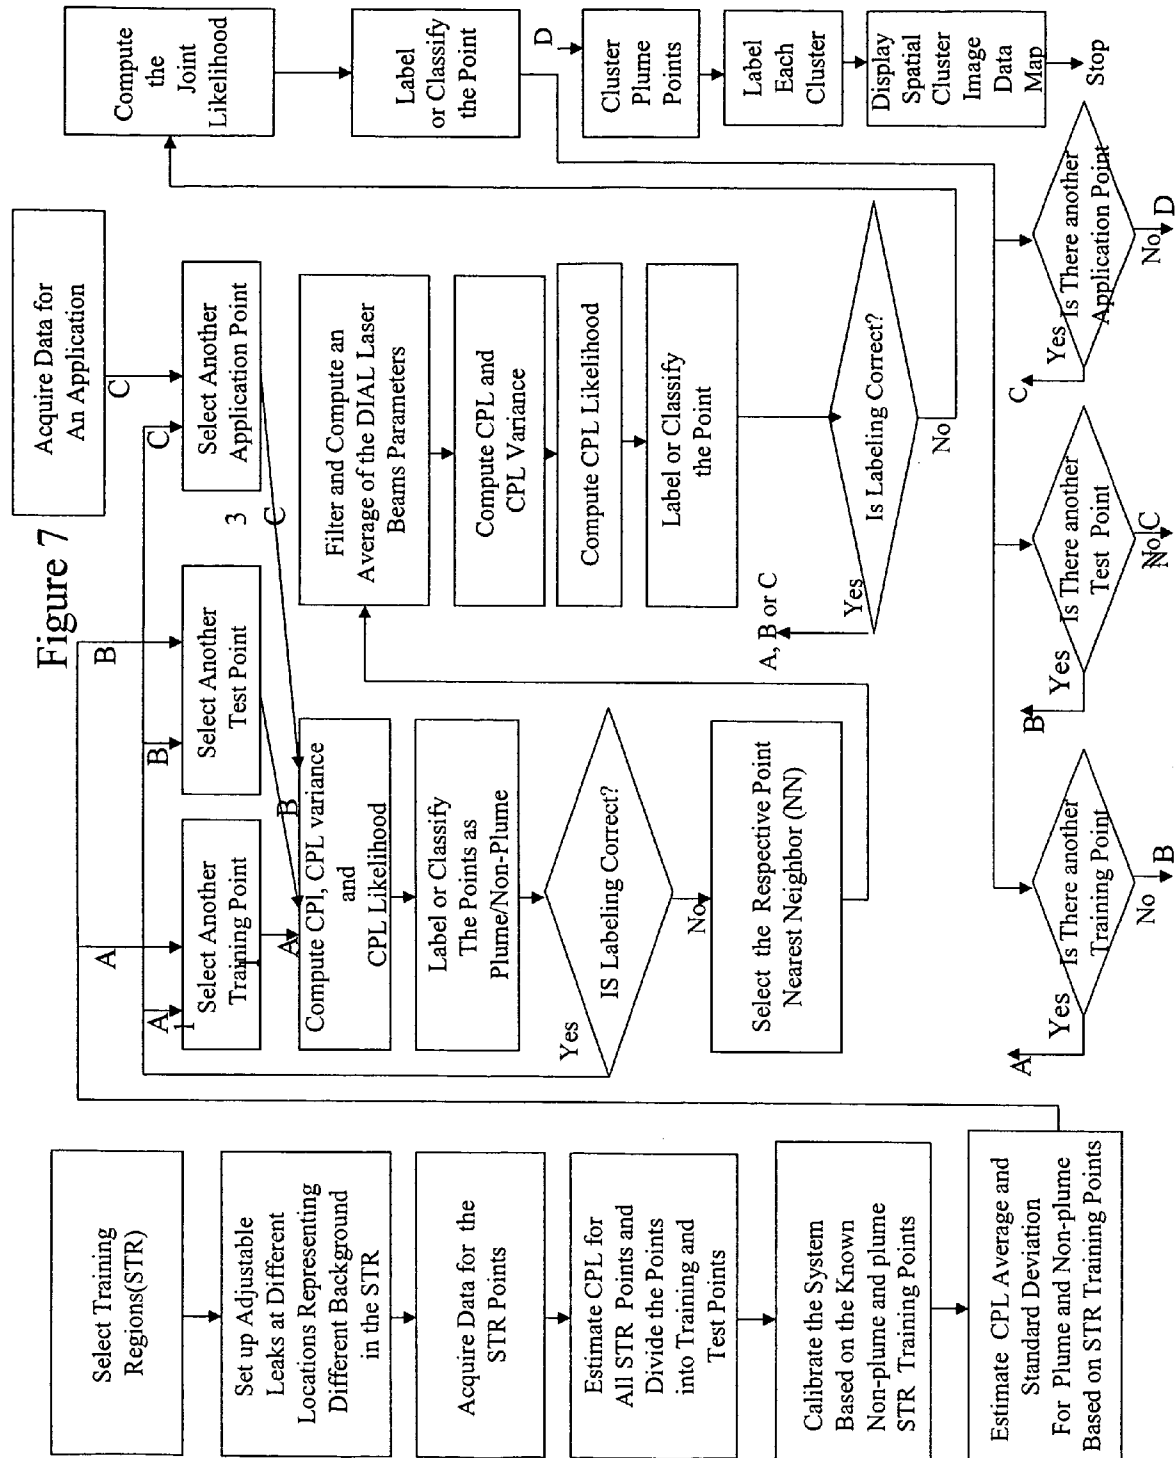 Figure 7
Select Training
Regions(STR)
Set up Adjustable
Leaks at Different
Locations Representing
Different Background
in the STR
Acquire Data for the
STR Points
Estimate CPL for
All STR Points and
Divide the Points
into Training and
Test Points
Calibrate the System
Based on the Known
Non-plume and plume
STR Training Points
Estimate CPL Average and
Standard Deviation
For Plume and Non-plume
Based on STR Training Points
A
1
A
Select Another
Training Point
1
A
B
B
Select Another
Test Point
B
Acquire Data for
An Application
C
C
Select Another
Application Point
3
C
Compute CPl, CPL variance
and
CPL Likelihood
Label or Classify
The Points as
Plume/Non-Plume
IS Labeling Correct?
Yes
No
Select the Respective Point
Nearest Neighbor (NN)
Filter and Compute an
Average of the DIAL Laser
Beams Parameters
Compute CPL and
CPL Variance
Compute CPL Likelihood
Label or Classify
the Point
Is Labeling Correct?
Yes
A, B or C
No
Compute
the
Joint
Likelihood
Label
or Classify
the Point
D
Cluster
Plume
Points
Label
Each
Cluster
Display
Spatial
Cluster
Image
Data
Map
Stop
A
Yes
Is There another
Training Point
No
B
B
Yes
Is There another
Test Point
No
C
C
Yes
Is There another
Application Point
No
D